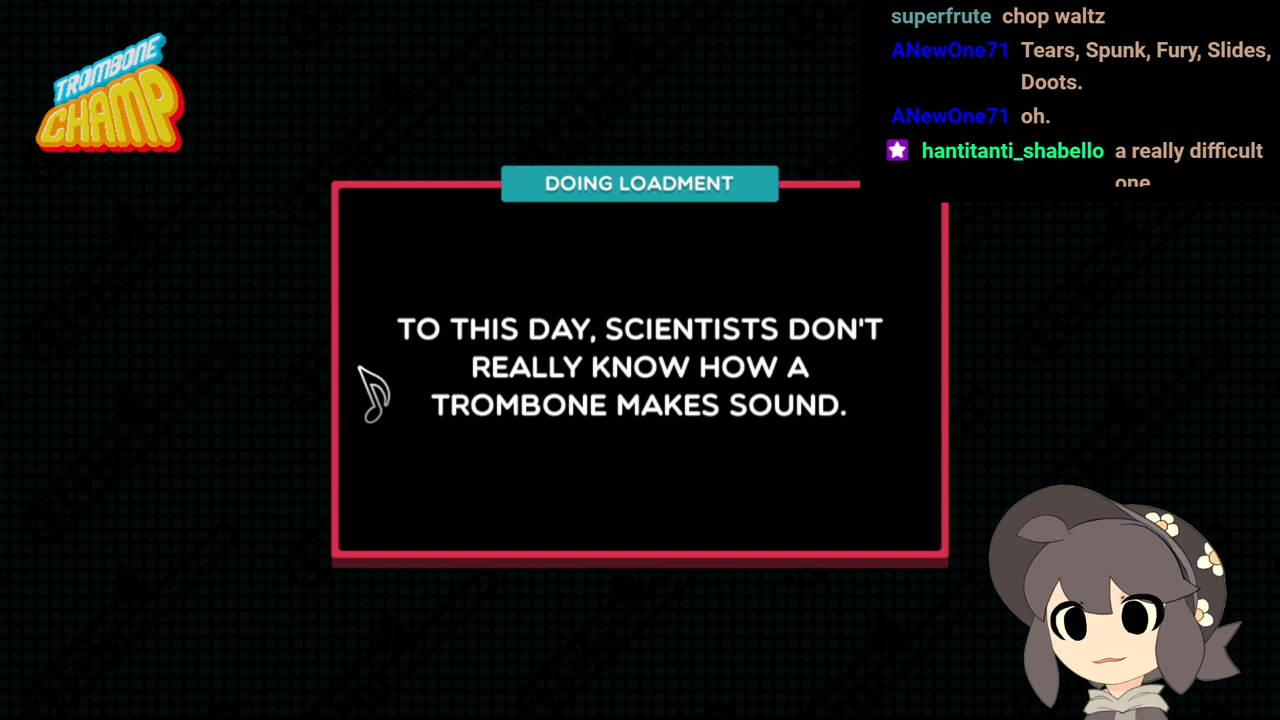 TROMBONE
CHAMP
superfrute chop waltz
ANewOne71 Tears, Spunk, Fury, Slides,
Doots.
ANewOne71 oh.
hantitanti_shabello a really difficult
one
DOING LOADMENT
TO THIS DAY, SCIENTISTS DON'T
REALLY KNOW HOW A
TROMBONE MAKES SOUND.